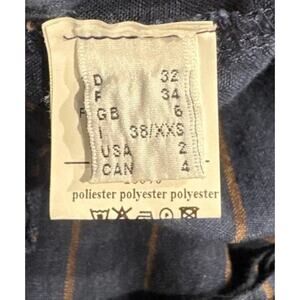 D 32
F 34
GB 6
I 38/XXS
USA 2
CAN 4
poliester polyester polyester